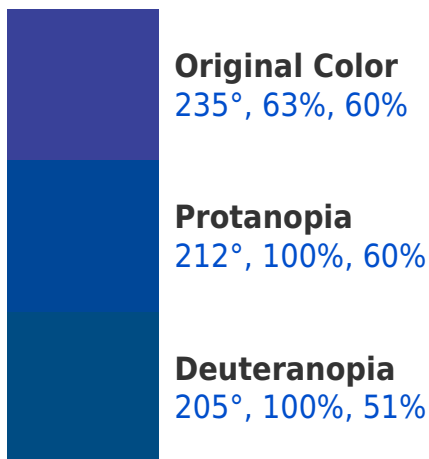 Original Color
235°, 63%, 60%
Protanopia
212°, 100%, 60%
Deuteranopia
205°, 100%, 51%